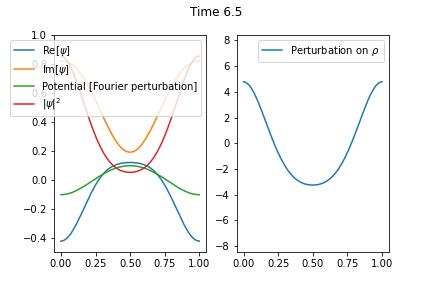 Time 6.5
Re[ψ]
Im[ψ]
Potential [Fourier perturbation]
|ψ|²
1.0
0.8
0.6
0.4
0.2
0.0
−0.2
−0.4
0.00 0.25 0.50 0.75 1.00
Perturbation on ρ
8
6
4
2
0
−2
−4
−6
−8
0.00 0.25 0.50 0.75 1.00